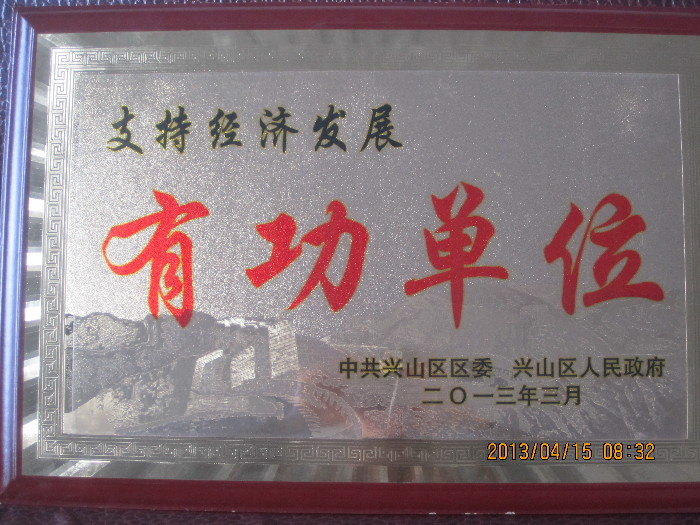 支持经济发展
有功单位
中共兴山区区委 兴山区人民政府
二〇一三年三月
2013/04/15 08:32